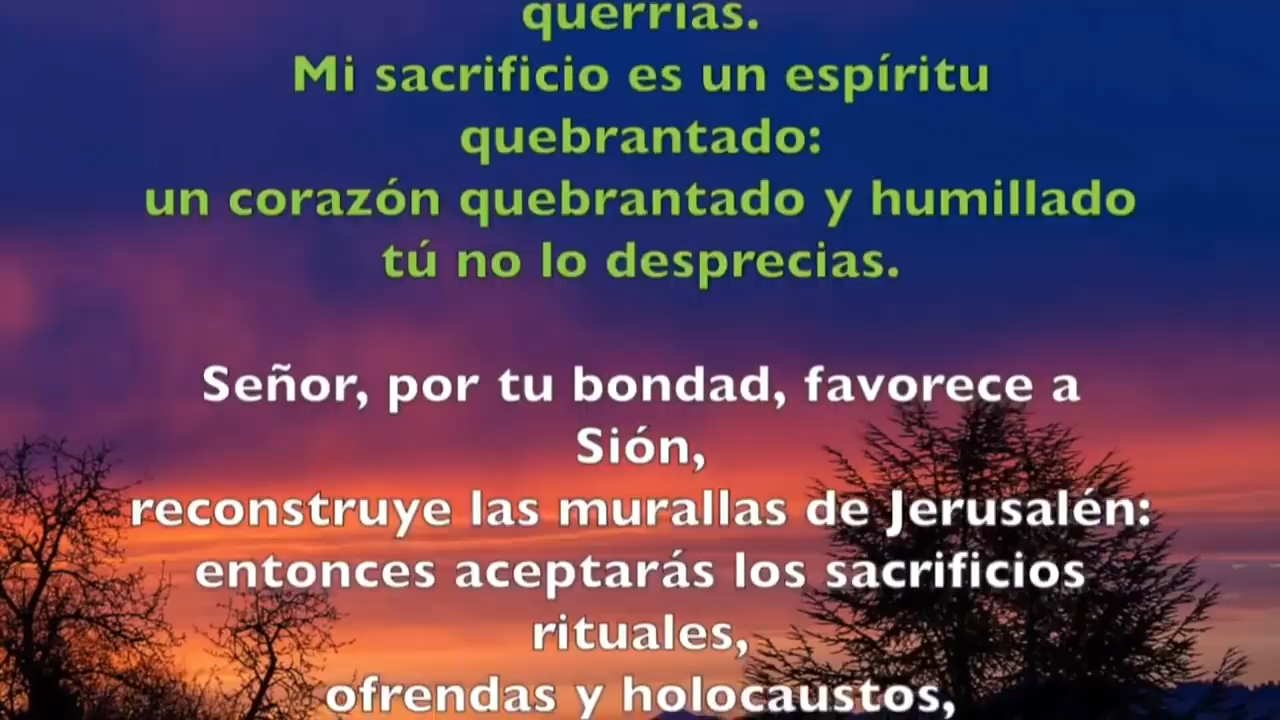 querrías.
Mi sacrificio es un espíritu
quebrantado:
un corazón quebrantado y humillado
tú no lo desprecias.
Señor, por tu bondad, favorece a
Sión,
reconstruye las murallas de Jerusalén:
entonces aceptarás los sacrificios
rituales,
ofrendas y holocaustos,